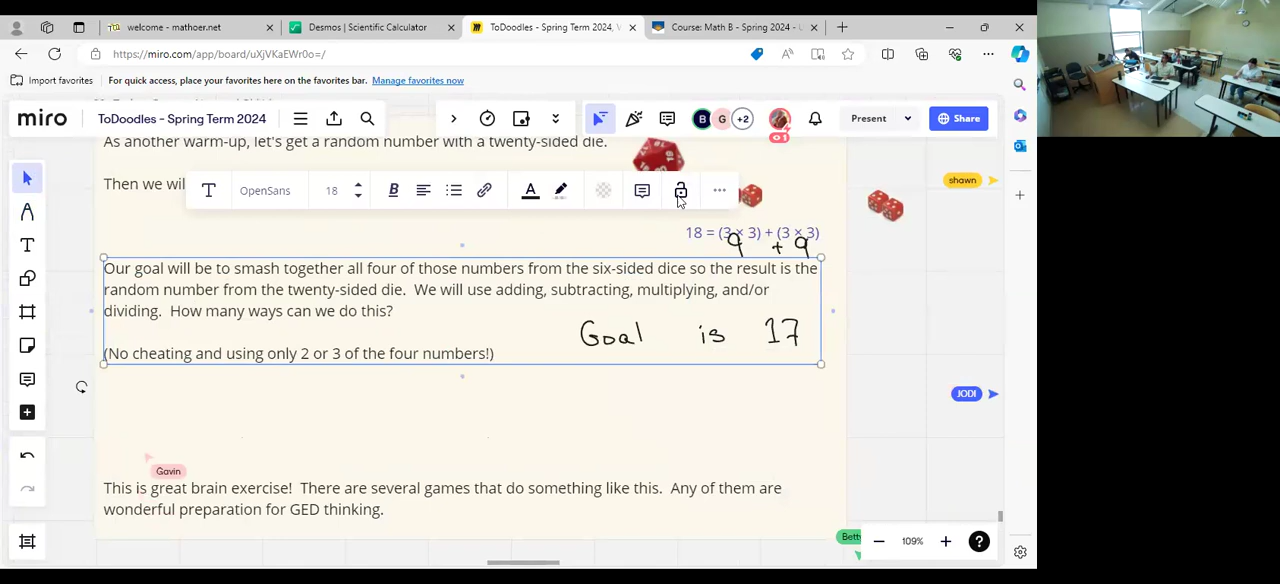 welcome - mathoer.net
Desmos | Scientific Calculator
ToDoodles - Spring Term 2024, V
Course: Math B - Spring 2024 - L
https://miro.com/app/board/uXjVKaEWr0o=/
Import favorites
For quick access, place your favorites here on the favorites bar.
Manage favorites now
miro
ToDoodles - Spring Term 2024
B G +2
1
Present
Share
As another warm-up, let's get a random number with a twenty-sided die.
Then we wil
OpenSans 18 B A
shawn
18 = (3 × 3) + (3 × 3)
9 + 9
Our goal will be to smash together all four of those numbers from the six-sided dice so the result is the
random number from the twenty-sided die. We will use adding, subtracting, multiplying, and/or
dividing. How many ways can we do this?
Goal is 17
(No cheating and using only 2 or 3 of the four numbers!)
JODI
Gavin
This is great brain exercise! There are several games that do something like this. Any of them are
wonderful preparation for GED thinking.
Betty
109%